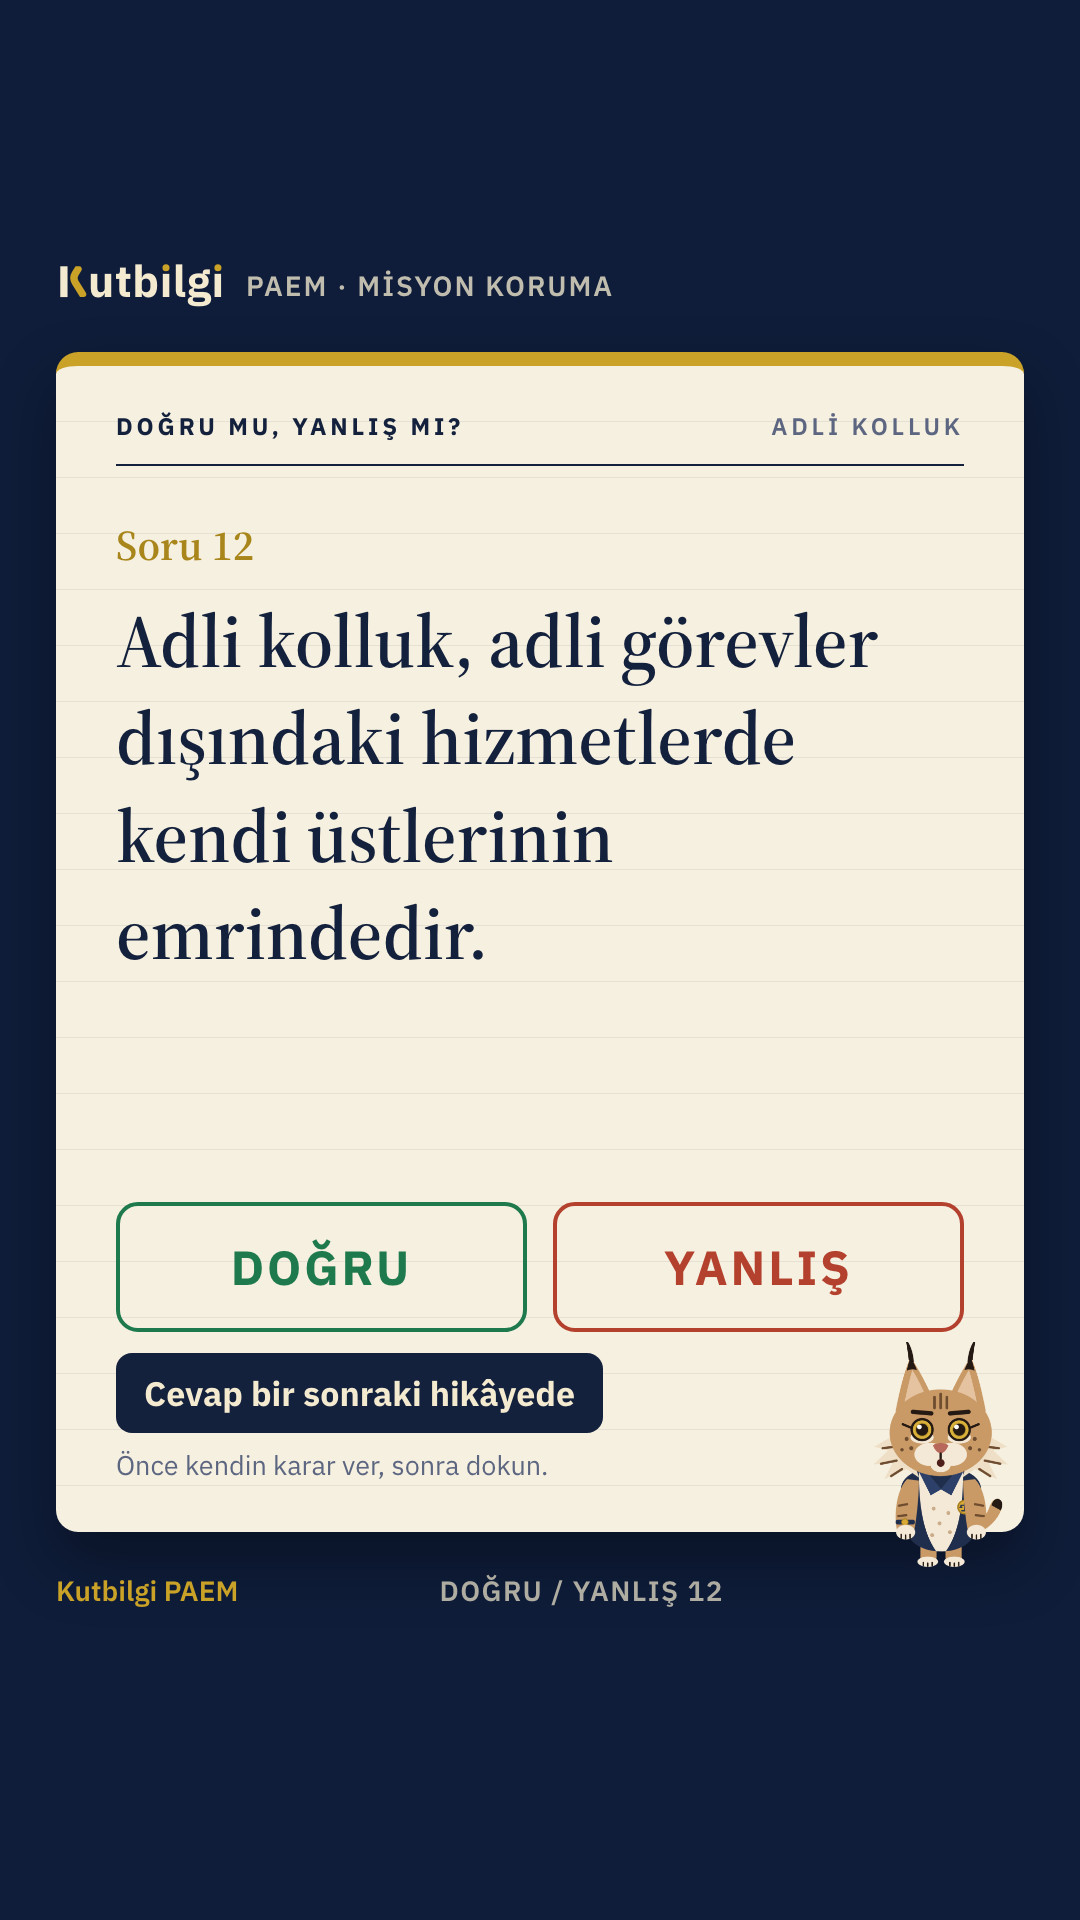 Kutbilgi PAEM · MİSYON KORUMA
DOĞRU MU, YANLIŞ MI? ADLİ KOLLUK
Soru 12
Adli kolluk, adli görevler
dışındaki hizmetlerde
kendi üstlerinin
emrindedir.
DOĞRU YANLIŞ
Cevap bir sonraki hikâyede
Önce kendin karar ver, sonra dokun.
Kutbilgi PAEM DOĞRU / YANLIŞ 12